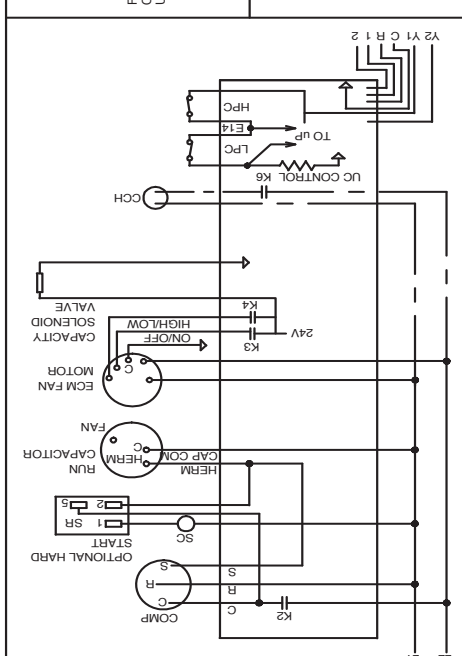 COMP
C
R
S
C
R
S
K2
OPTIONAL HARD
START
SR
1
2
5
SC
HERM
CAP COM
RUN
CAPACITOR
HERM
C
FAN
ECM FAN
MOTOR
C
ON/OFF
HIGH/LOW
K3
K4
24V
CAPACITY
SOLENOID
VALVE
CCH
K6
UC CONTROL
LPC
TO uP
E14
HPC
Y2 Y1 C R 1 2